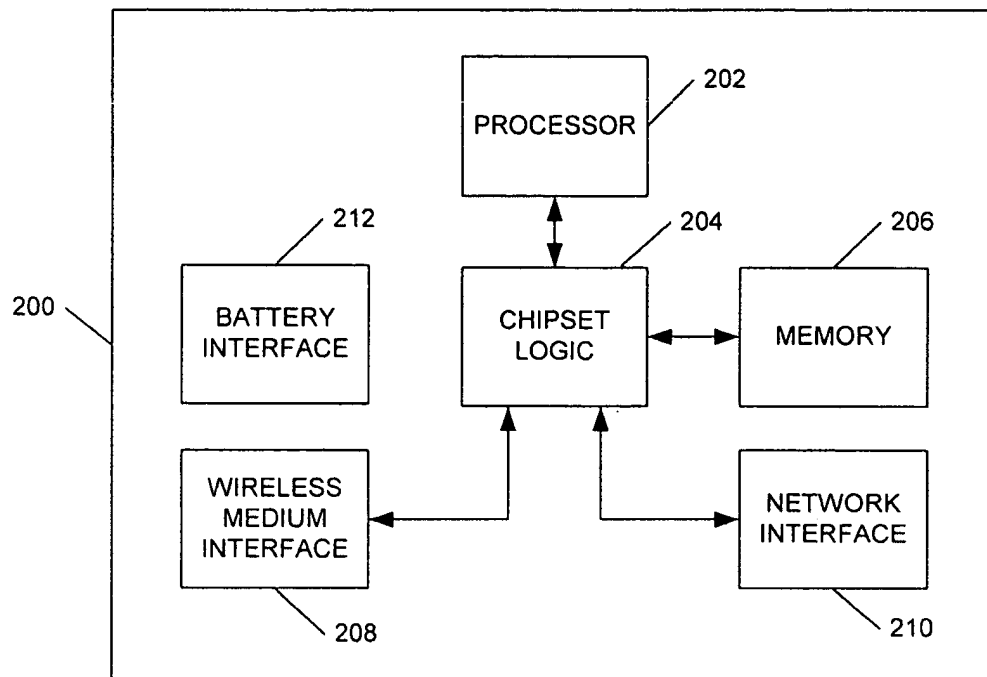 202
PROCESSOR
212
204
206
200
BATTERY
INTERFACE
CHIPSET
LOGIC
MEMORY
WIRELESS
MEDIUM
INTERFACE
NETWORK
INTERFACE
208
210